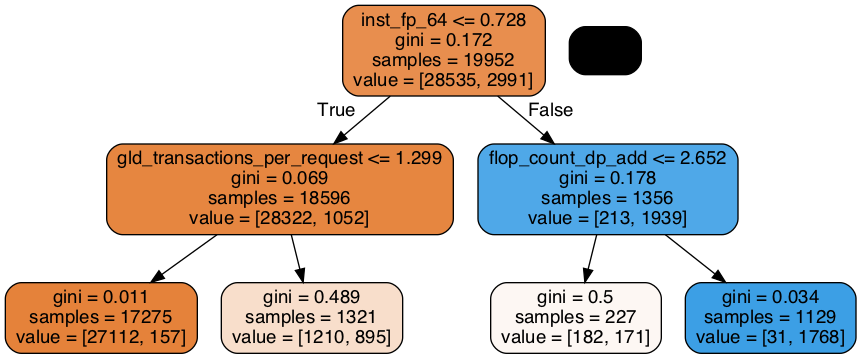 inst_fp_64 <= 0.728
gini = 0.172
samples = 19952
value = [28535, 2991]
True
False
gld_transactions_per_request <= 1.299
gini = 0.069
samples = 18596
value = [28322, 1052]
flop_count_dp_add <= 2.652
gini = 0.178
samples = 1356
value = [213, 1939]
gini = 0.011
samples = 17275
value = [27112, 157]
gini = 0.489
samples = 1321
value = [1210, 895]
gini = 0.5
samples = 227
value = [182, 171]
gini = 0.034
samples = 1129
value = [31, 1768]